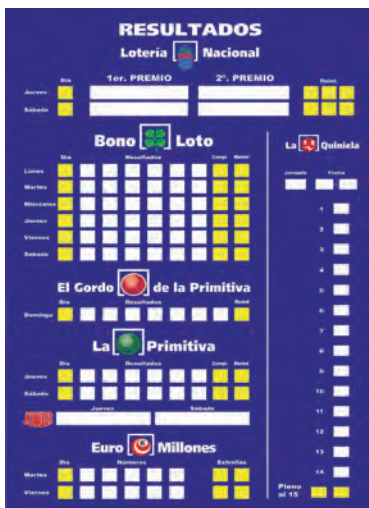 RESULTADOS
Lotería Nacional
Día 1er. PREMIO 2º. PREMIO Reint.
Jueves
Sábado
Bono Loto
Día Resultados Compl. Reint.
Lunes
Martes
Miércoles
Jueves
Viernes
Sábado
El Gordo de la Primitiva
Día Resultados Reint.
Domingo
La Primitiva
Día Resultados Compl. Reint.
Jueves
Sábado
Jueves Sábado
Euro Millones
Día Números Estrellas
Martes
Viernes
La Quiniela
Jornada Fecha
1
2
3
4
5
6
7
8
9
10
11
12
13
14
Pleno
al 15